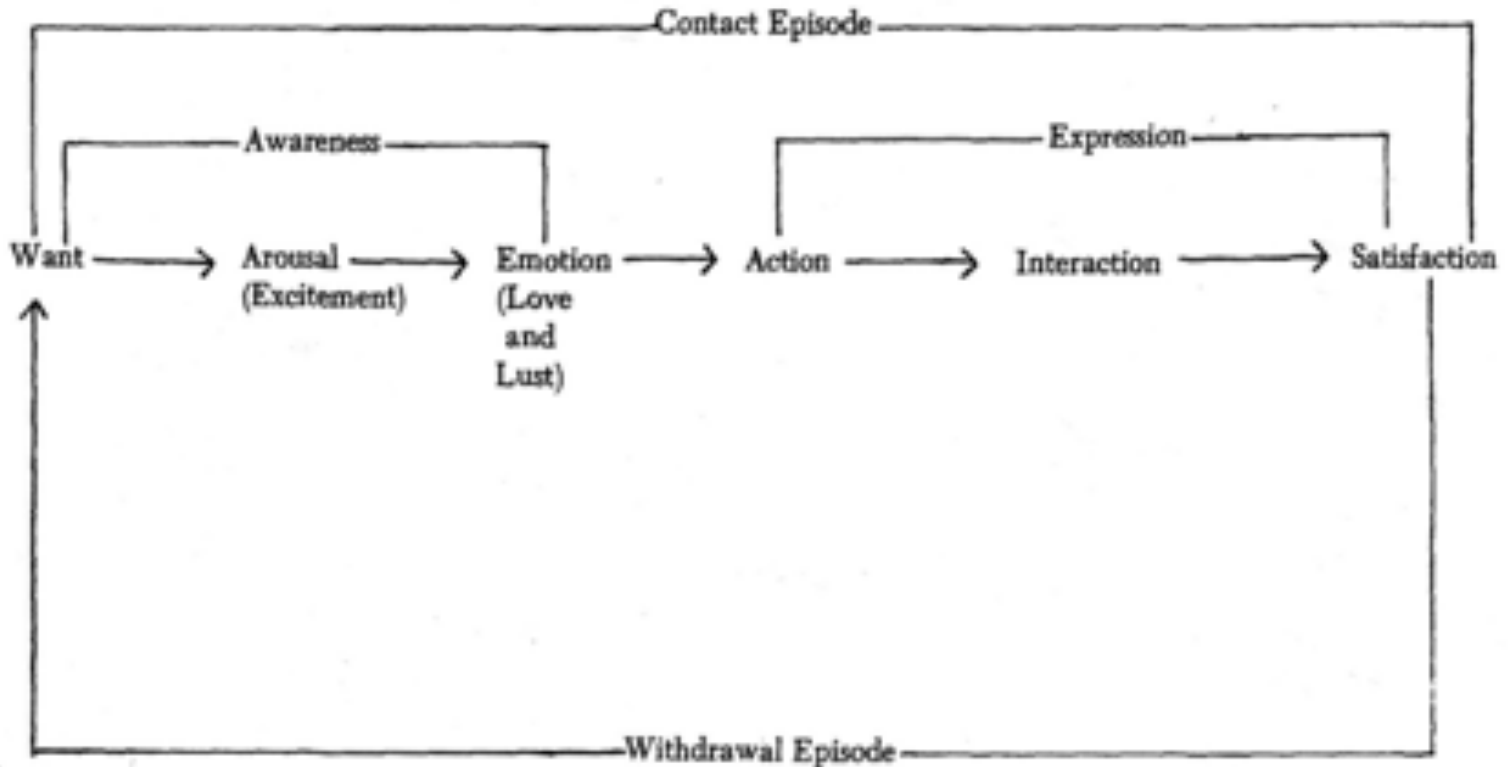 Contact Episode
Awareness
Expression
Want
Arousal
(Excitement)
Emotion
(Love
and
Lust)
Action
Interaction
Satisfaction
Withdrawal Episode